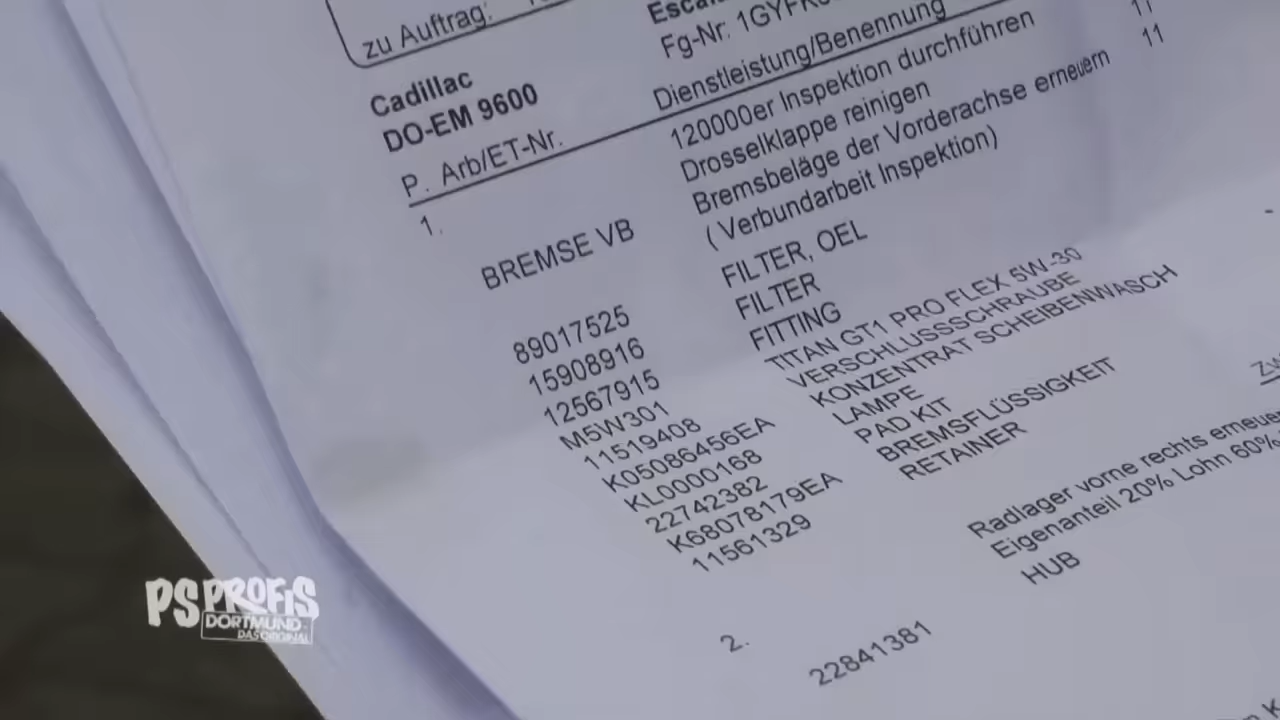 zu Auftrag:
Fg-Nr. 1GYFK
Cadillac
DO-EM 9600
P. Arb/ET-Nr. Dienstleistung/Benennung
1. 120000er Inspektion durchführen 11
Drosselklappe reinigen 11
BREMSE VB Bremsbeläge der Vorderachse erneuern
( Verbundarbeit Inspektion)
89017525 FILTER, OEL
15908916 FILTER
12567915 FITTING
M5W301 TITAN GT1 PRO FLEX 5W-30
11519408 VERSCHLUSSSCHRAUBE
K05086456EA KONZENTRAT SCHEIBENWASCH
KL0000168 LAMPE
22742382 PAD KIT
K68078179EA BREMSFLÜSSIGKEIT
11561329 RETAINER
2. Radlager vorne rechts
Eigenanteil 20% Lohn 60%
22841381 HUB
PS PROFIS
DORTMUND
DAS ORIGINAL